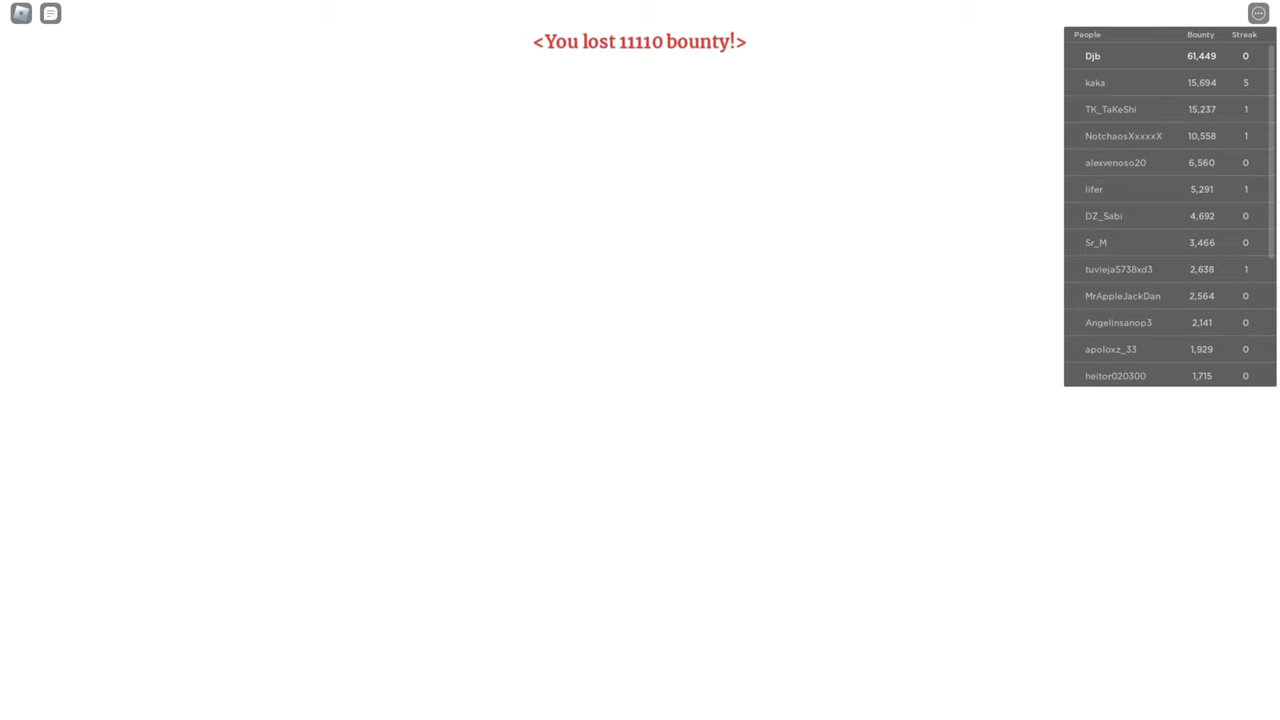 <You lost 11110 bounty!>
People Bounty Streak
Djb 61,449 0
kaka 15,694 5
TK_TaKeShi 15,237 1
NotchaosXxxxxX 10,558 1
alexvenoso20 6,560 0
lifer 5,291 1
DZ_Sabi 4,692 0
Sr_M 3,466 0
tuvieja5738xd3 2,638 1
MrAppleJackDan 2,564 0
Angelinsanop3 2,141 0
apoloxz_33 1,929 0
heitor020300 1,715 0